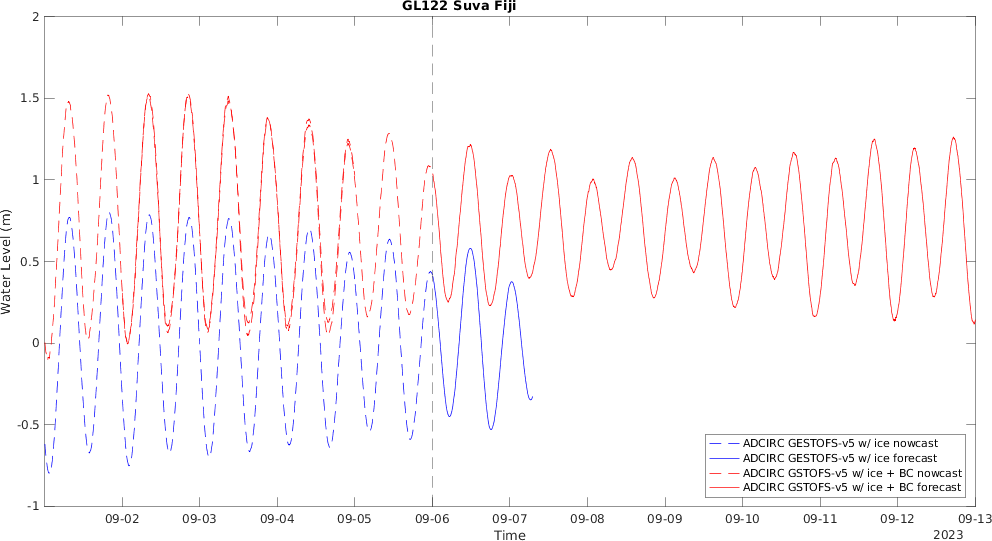 GL122 Suva Fiji
2
1.5
1
0.5
0
-0.5
-1
Water Level (m)
09-02
09-03
09-04
09-05
09-06
09-07
09-08
09-09
09-10
09-11
09-12
09-13
Time
2023
ADCIRC GESTOFS-v5 w/ ice nowcast
ADCIRC GESTOFS-v5 w/ ice forecast
ADCIRC GSTOFS-v5 w/ ice + BC nowcast
ADCIRC GSTOFS-v5 w/ ice + BC forecast